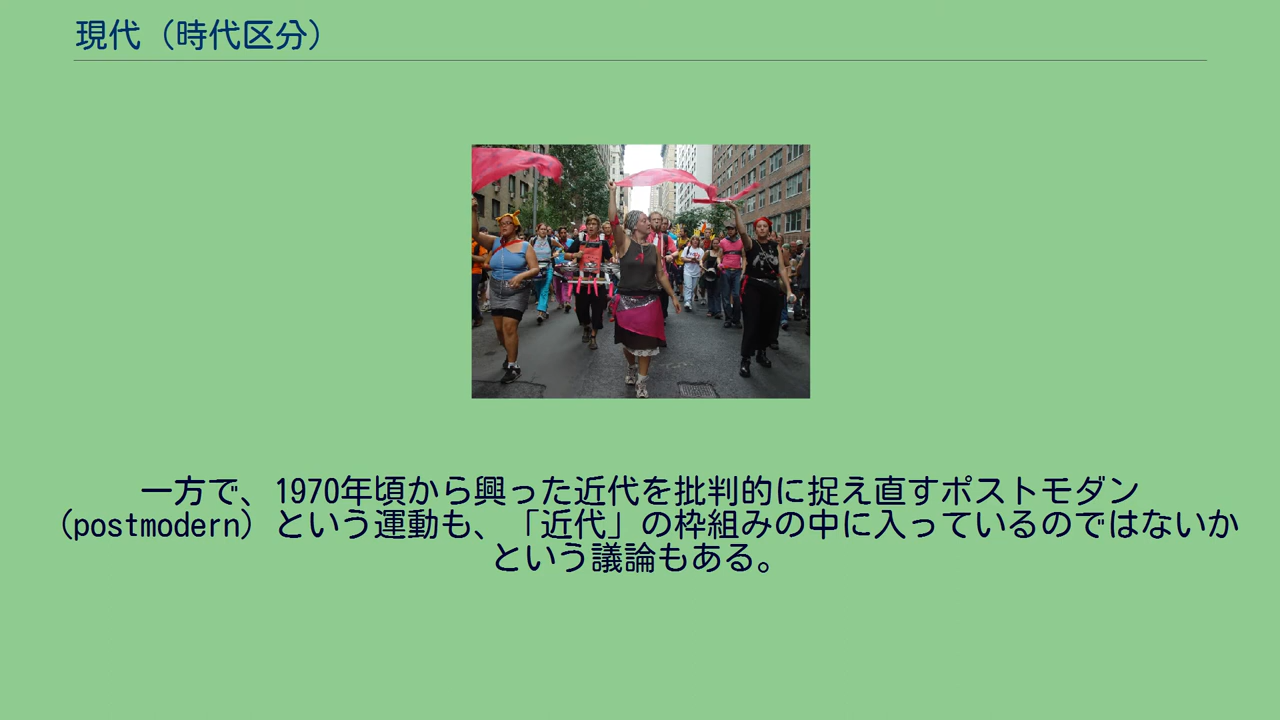 現代（時代区分）
一方で、1970年頃から興った近代を批判的に捉え直すポストモダン
（postmodern）という運動も、「近代」の枠組みの中に入っているのではないか
という議論もある。